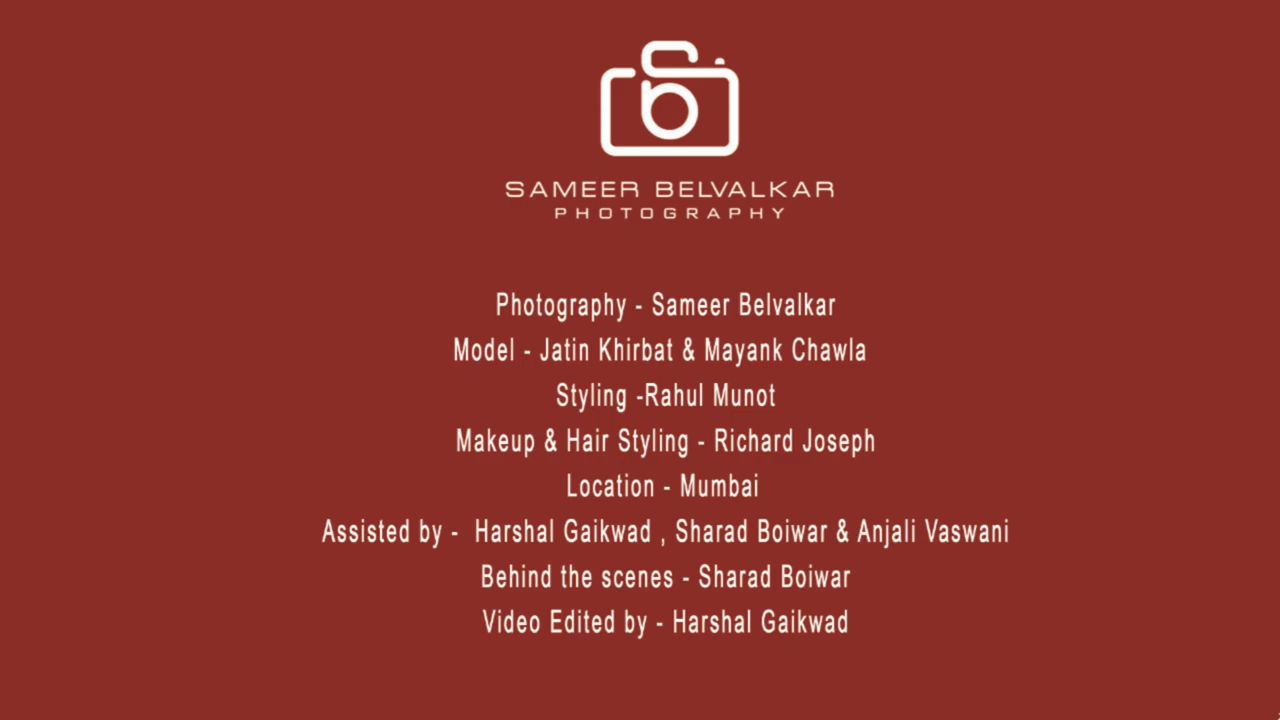 SAMEER BELVALKAR
PHOTOGRAPHY
Photography - Sameer Belvalkar
Model - Jatin Khirbat & Mayank Chawla
Styling -Rahul Munot
Makeup & Hair Styling - Richard Joseph
Location - Mumbai
Assisted by -  Harshal Gaikwad , Sharad Boiwar & Anjali Vaswani
Behind the scenes - Sharad Boiwar
Video Edited by - Harshal Gaikwad